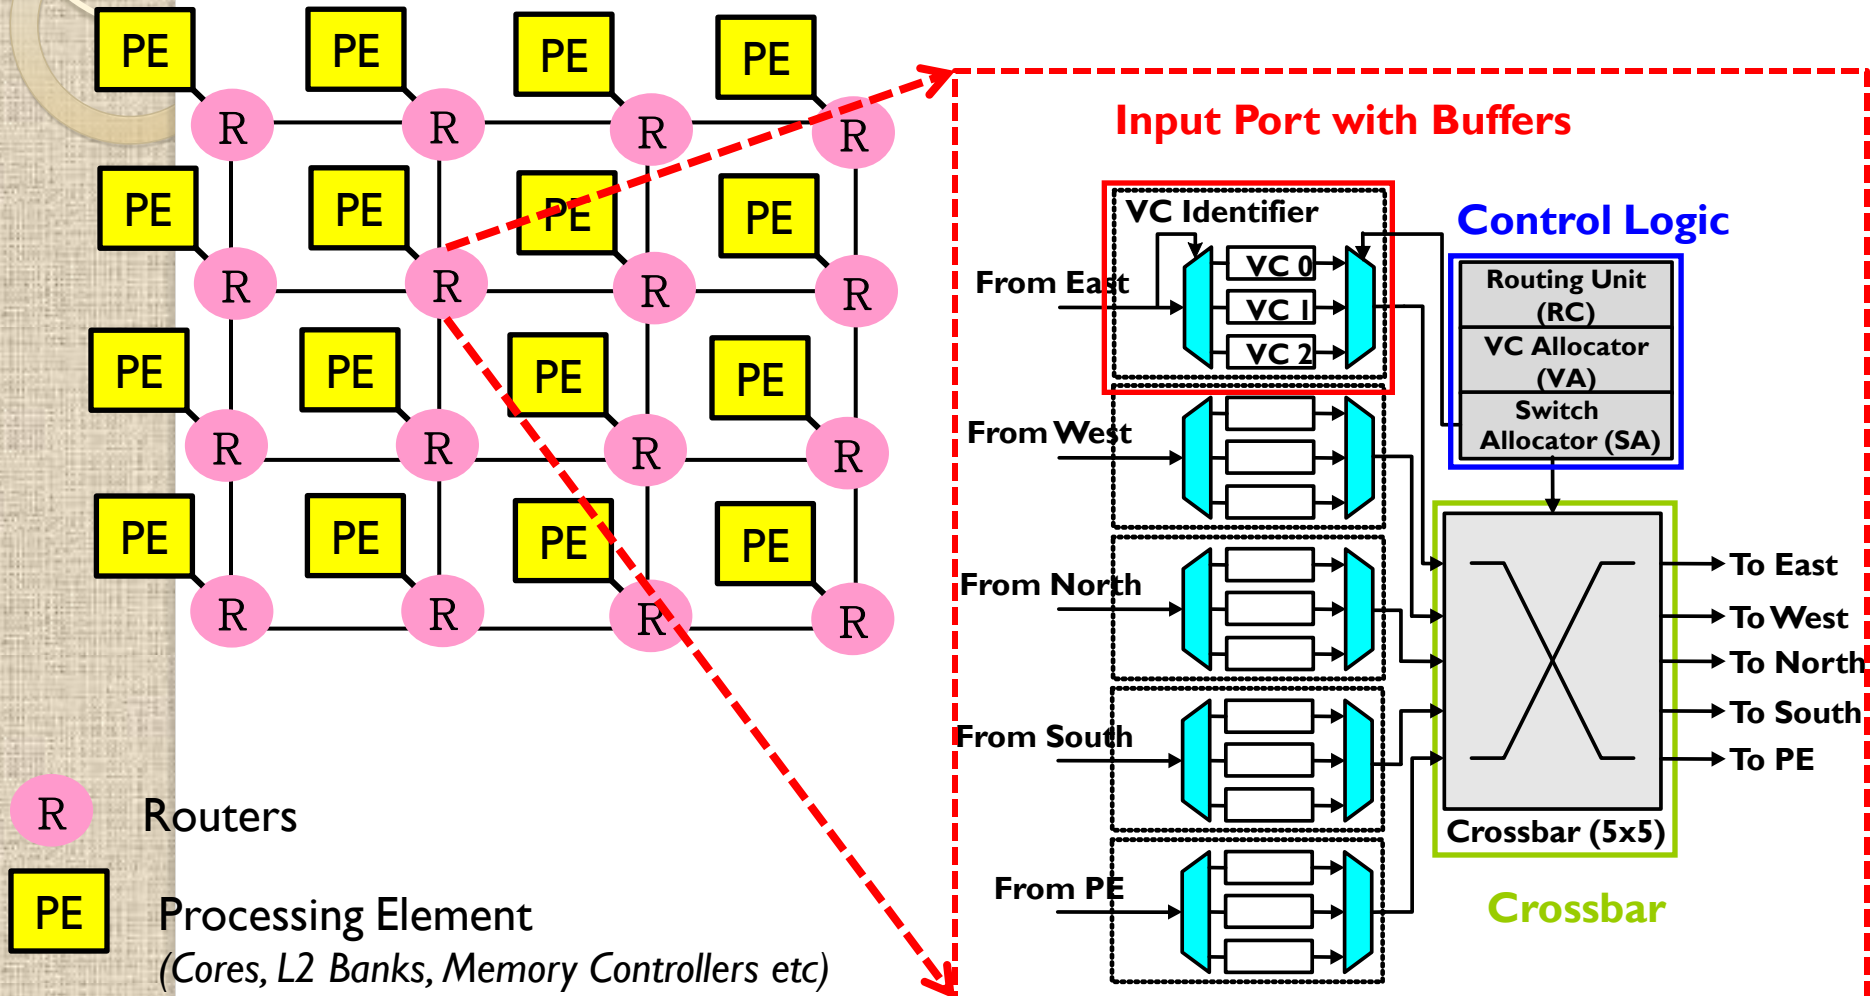 PE PE PE PE
R R R R
PE PE PE PE
R R R R
PE PE PE PE
R R R R
PE PE PE PE
R R R R
R Routers
PE Processing Element
(Cores, L2 Banks, Memory Controllers etc)
Input Port with Buffers
VC Identifier
From East
VC 0
VC 1
VC 2
From West
From North
From South
From PE
Control Logic
Routing Unit
(RC)
VC Allocator
(VA)
Switch
Allocator (SA)
To East
To West
To North
To South
To PE
Crossbar (5x5)
Crossbar